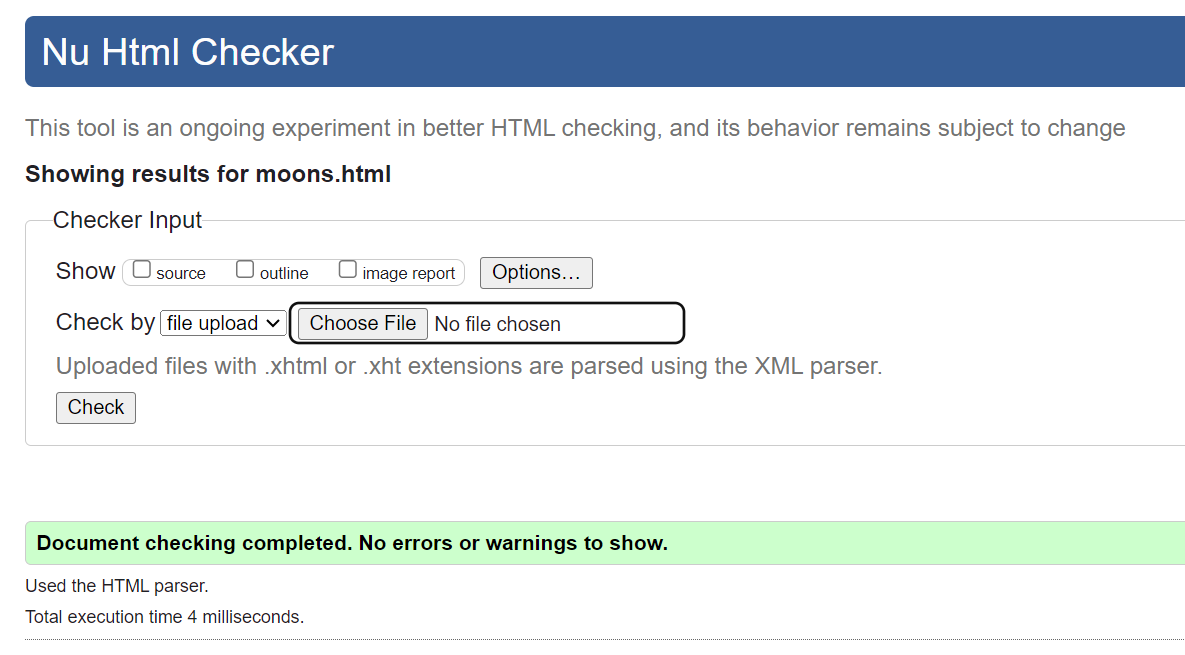 Nu Html Checker
This tool is an ongoing experiment in better HTML checking, and its behavior remains subject to change
Showing results for moons.html
Checker Input
Show source outline image report Options...
Check by file upload Choose File No file chosen
Uploaded files with .xhtml or .xht extensions are parsed using the XML parser.
Check
Document checking completed. No errors or warnings to show.
Used the HTML parser.
Total execution time 4 milliseconds.